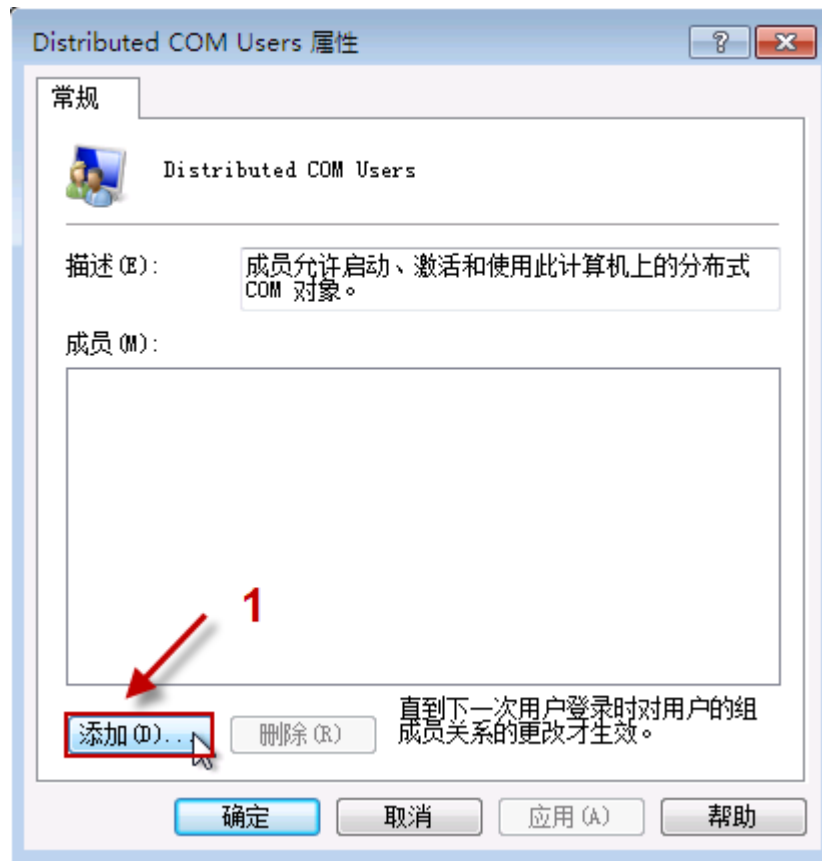 Distributed COM Users 属性
常规
Distributed COM Users
描述(E):
成员允许启动、激活和使用此计算机上的分布式
COM 对象。
成员(M):
1
添加(D)...
删除(R)
直到下一次用户登录时对用户的组
成员关系的更改才生效。
确定
取消
应用(A)
帮助